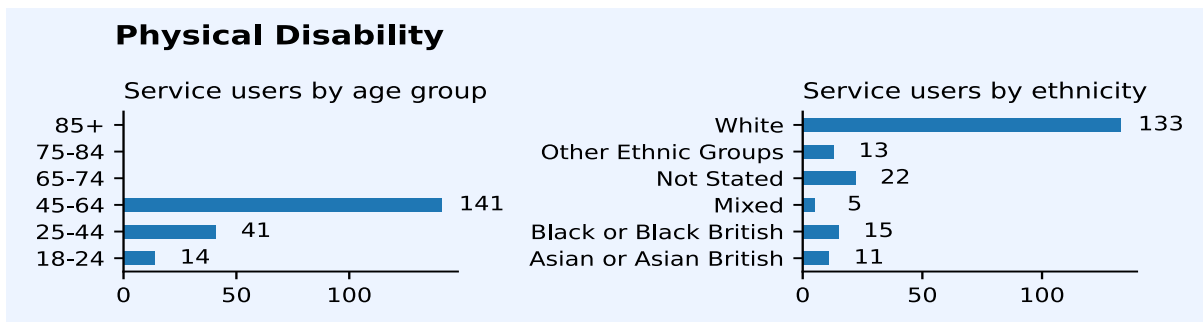 Physical Disability
Service users by age group
85+
75-84
65-74
45-64 141
25-44 41
18-24 14
0 50 100
Service users by ethnicity
White 133
Other Ethnic Groups 13
Not Stated 22
Mixed 5
Black or Black British 15
Asian or Asian British 11
0 50 100